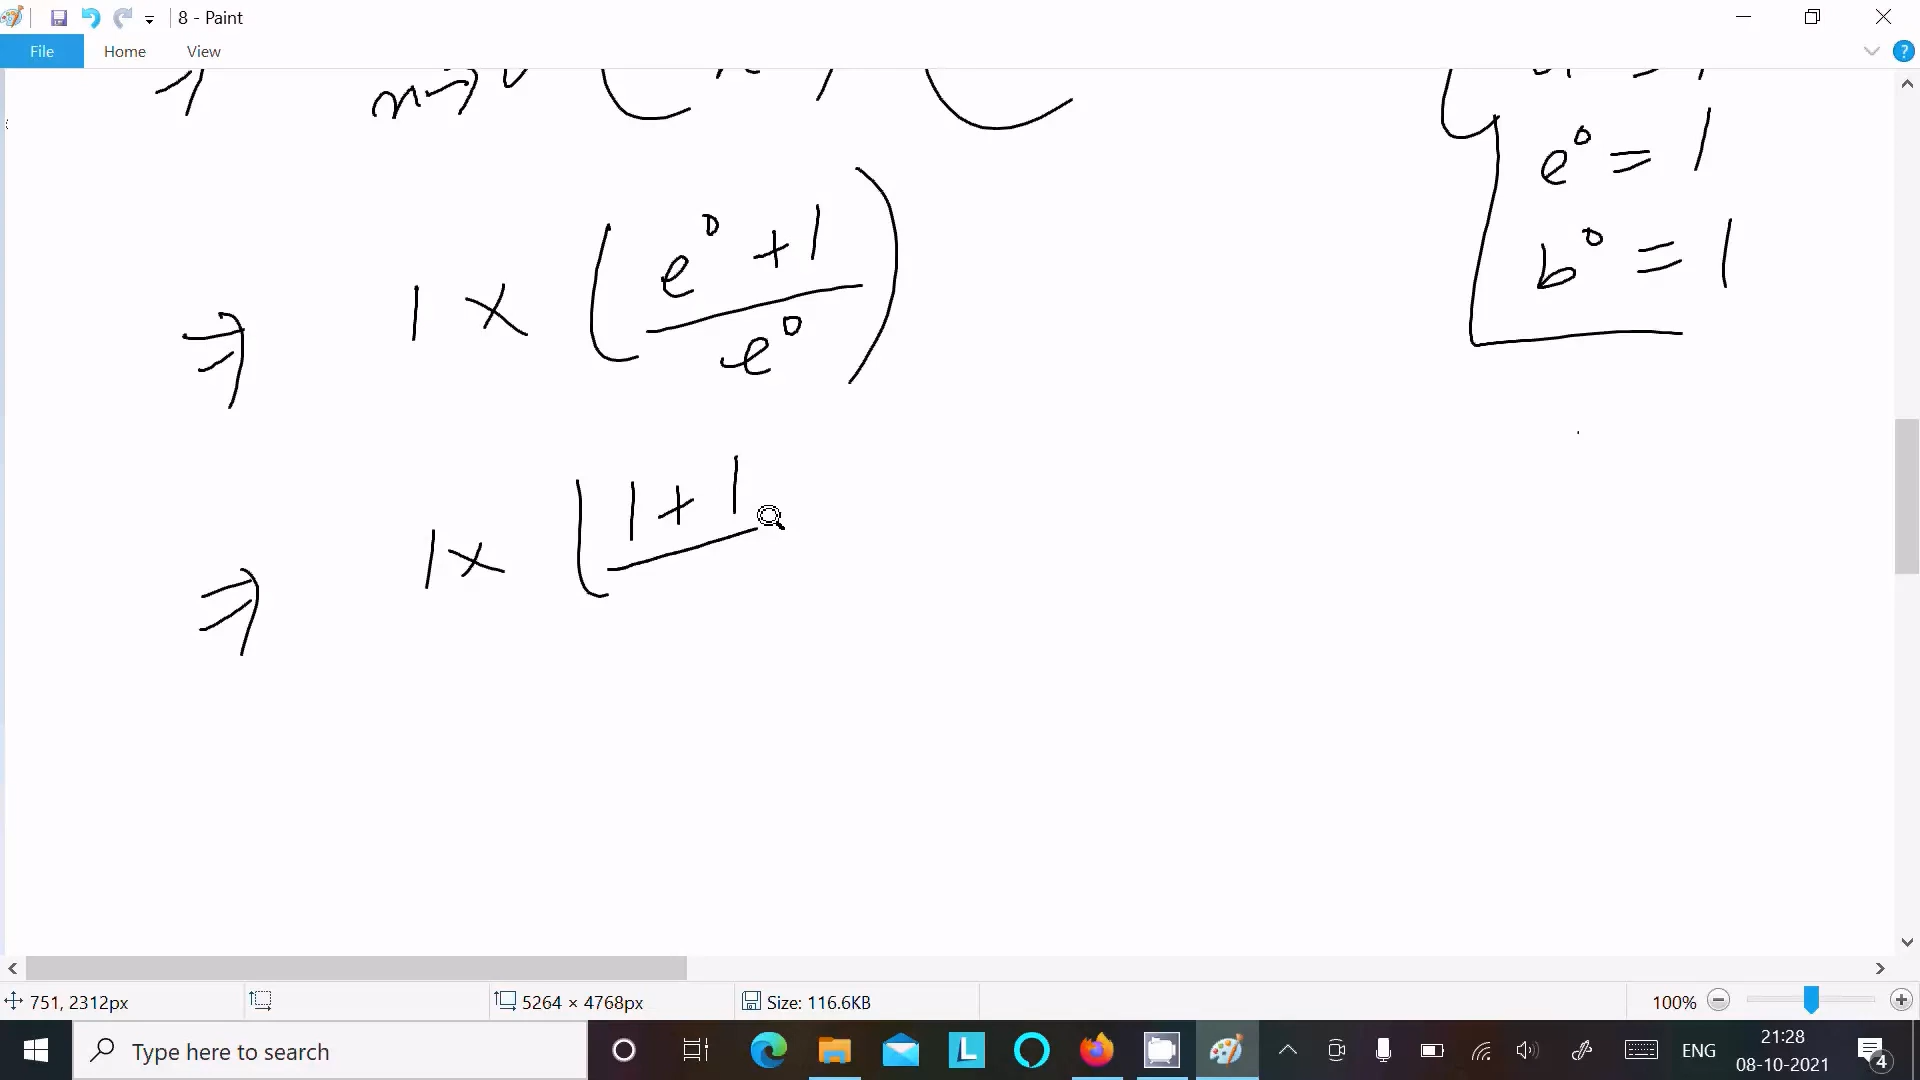 8 - Paint
File Home View
e⁰ = 1
b⁰ = 1
⇒ 1 × (e⁰ + 1 / e⁰)
⇒ 1 × (1 + 1
751, 2312px 5264 × 4768px Size: 116.6KB 100%
Type here to search L ENG 21:28
08-10-2021 4